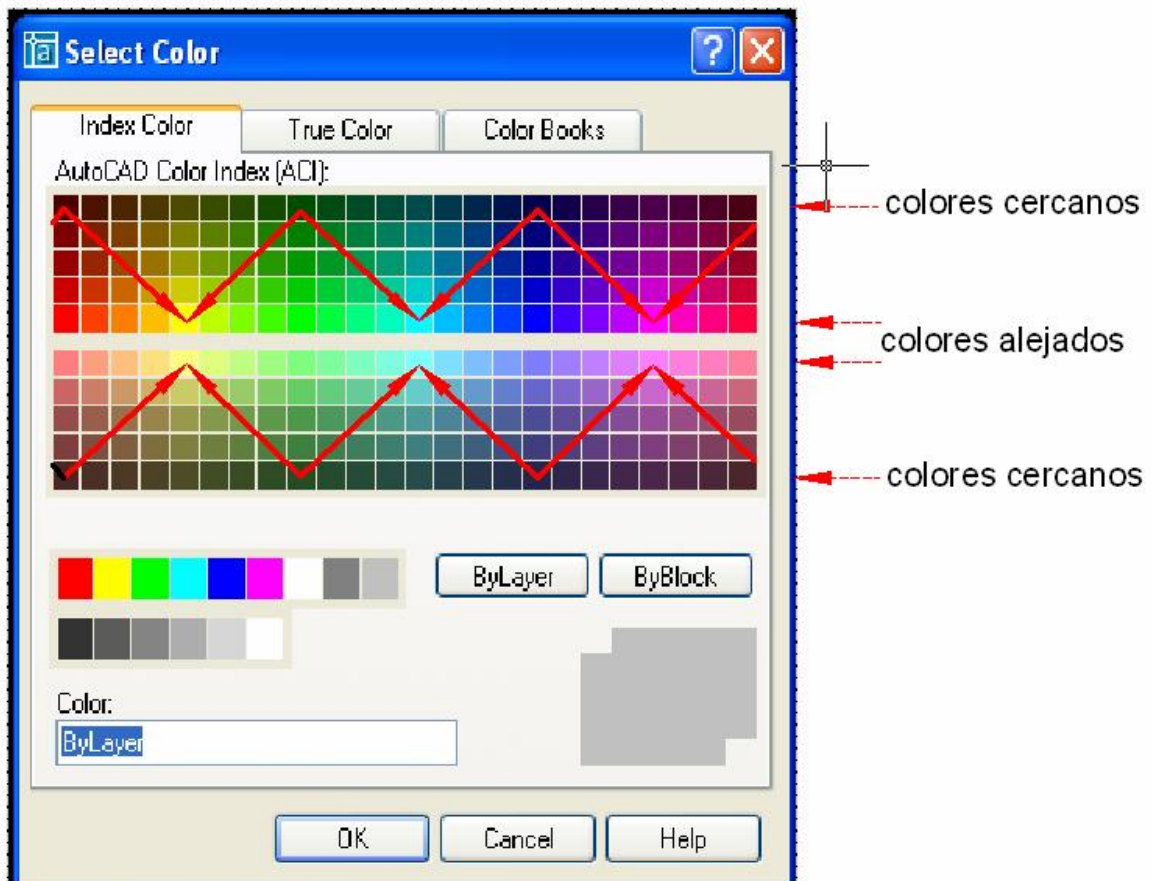 Select Color
Index Color
True Color
Color Books
AutoCAD Color Index (ACI):
colores cercanos
colores alejados
colores cercanos
ByLayer
ByBlock
Color:
ByLayer
OK
Cancel
Help